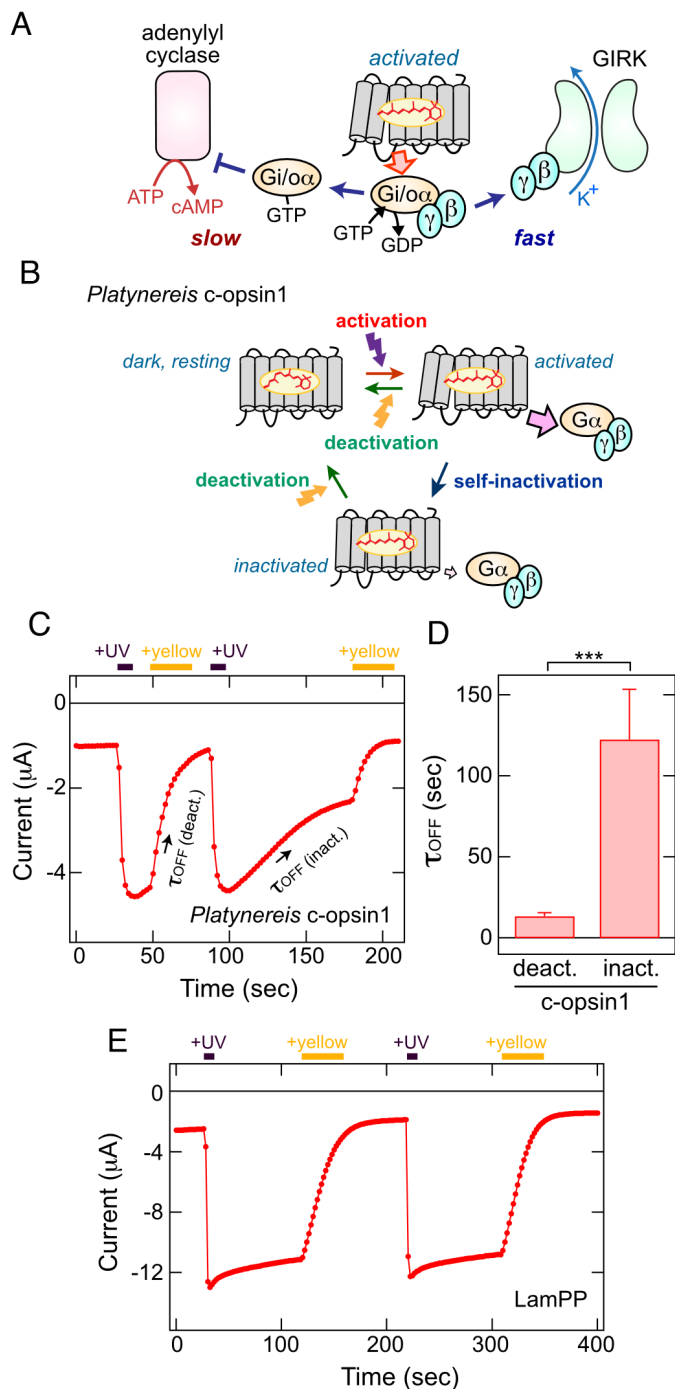 A
adenylyl
cyclase
activated
GIRK
Gi/oα
GTP
ATP
cAMP
slow
Gi/oα
γ
β
GTP
GDP
fast
γ
β
K+
B
Platynereis c-opsin1
activation
dark, resting
activated
deactivation
Gα
γ
β
deactivation
self-inactivation
inactivated
Gα
γ
β
C
+UV
+yellow
+UV
+yellow
0
-2
-4
Current (μA)
τOFF (deact.)
τOFF (inact.)
Platynereis c-opsin1
0
50
100
150
200
Time (sec)
D
***
150
100
50
0
τOFF (sec)
deact.
inact.
c-opsin1
E
+UV
+yellow
+UV
+yellow
0
-4
-8
-12
Current (μA)
LamPP
0
100
200
300
400
Time (sec)